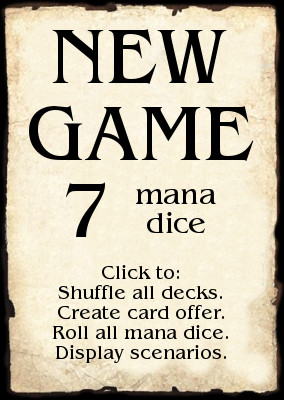 NEW
GAME
7 mana
dice
Click to:
Shuffle all decks.
Create card offer.
Roll all mana dice.
Display scenarios.